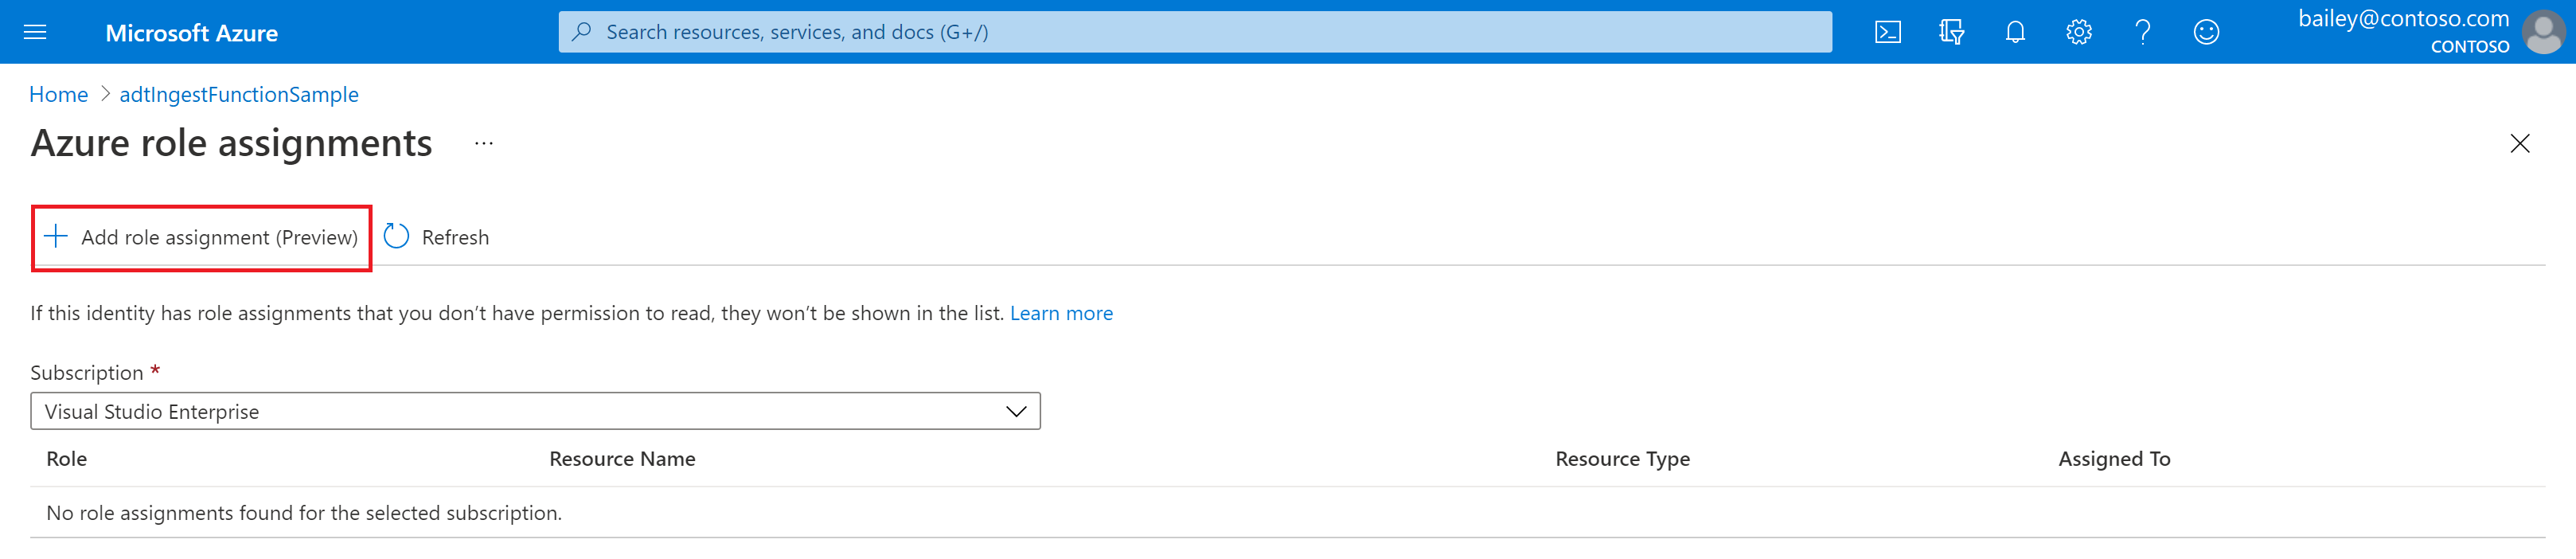 Microsoft Azure
Search resources, services, and docs (G+/)
bailey@contoso.com
CONTOSO
Home > adtIngestFunctionSample
Azure role assignments ...
Add role assignment (Preview) Refresh
If this identity has role assignments that you don’t have permission to read, they won’t be shown in the list. Learn more
Subscription *
Visual Studio Enterprise
Role Resource Name Resource Type Assigned To
No role assignments found for the selected subscription.